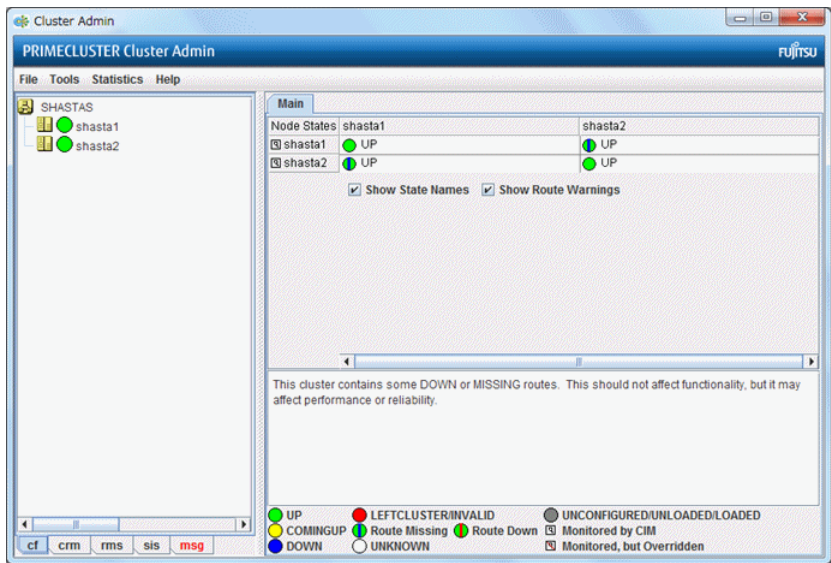 Cluster Admin
PRIMECLUSTER Cluster Admin
FUJITSU
File Tools Statistics Help
SHASTAS
shasta1
shasta2
Main
Node States shasta1 shasta2
shasta1 UP UP
shasta2 UP UP
Show State Names Show Route Warnings
This cluster contains some DOWN or MISSING routes. This should not affect functionality, but it may
affect performance or reliability.
UP LEFTCLUSTER/INVALID UNCONFIGURED/UNLOADED/LOADED
COMINGUP Route Missing Route Down Monitored by CIM
DOWN UNKNOWN Monitored, but Overridden
cf crm rms sis msg